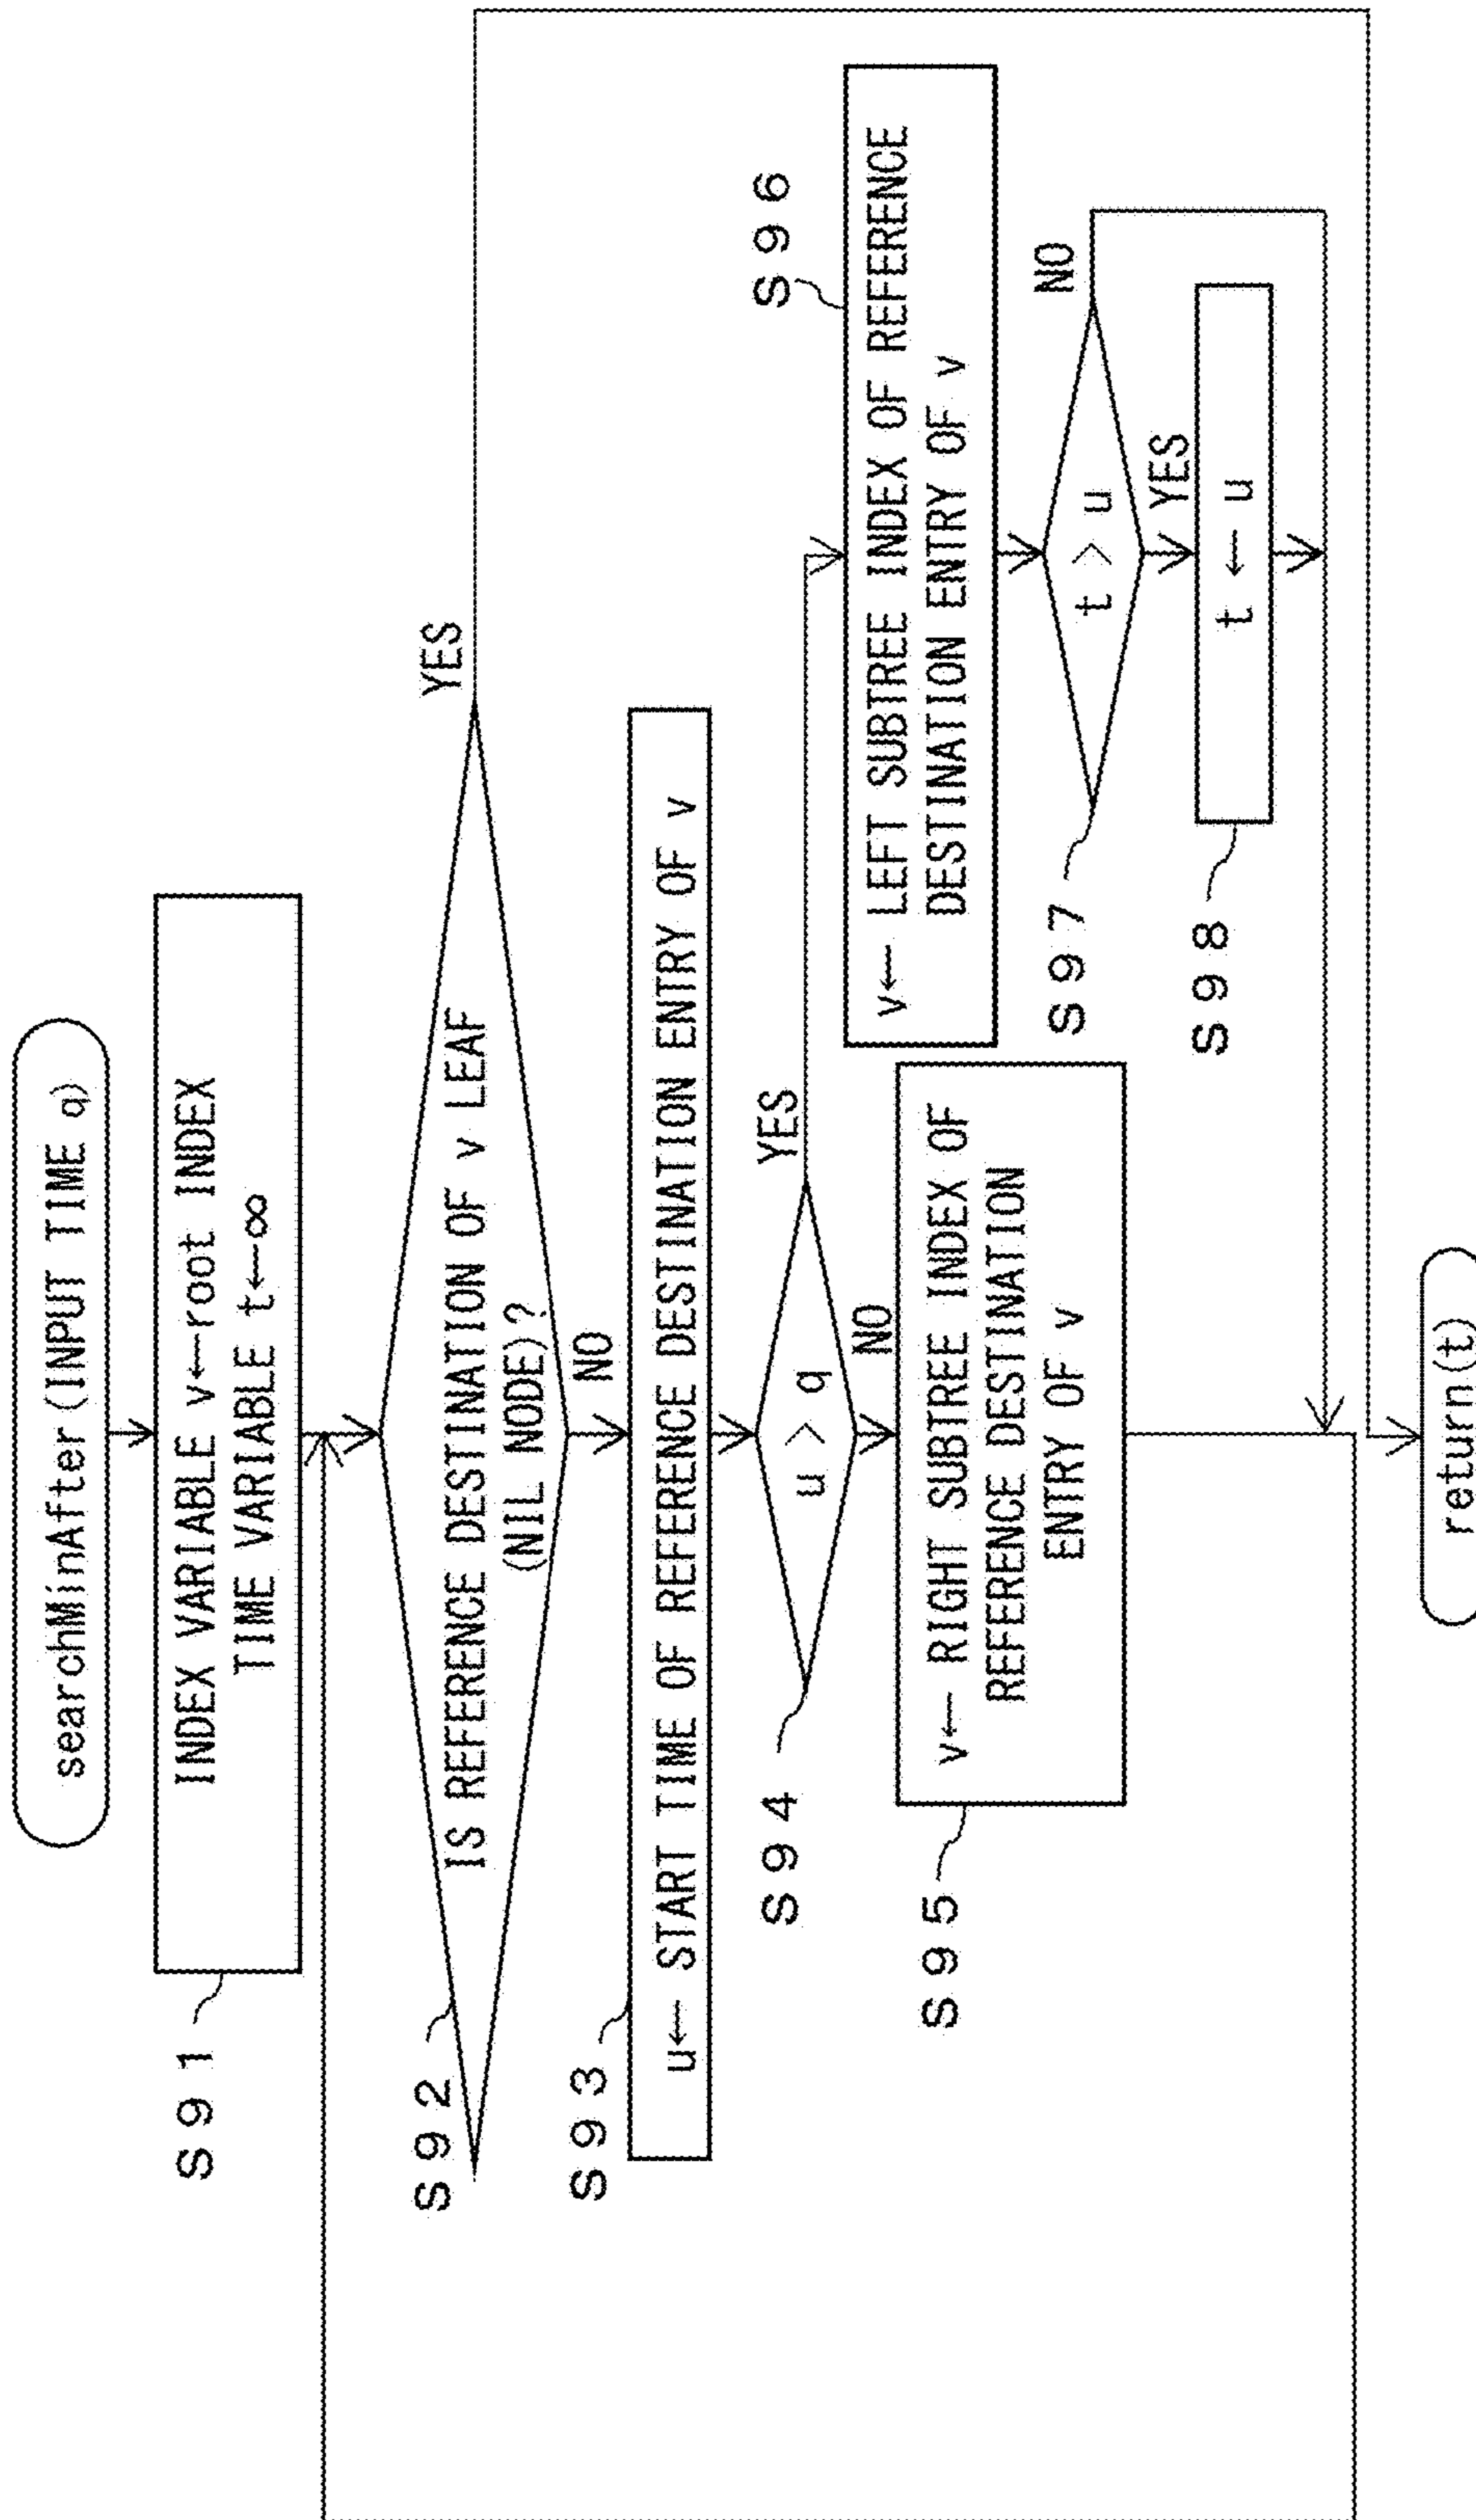 searchMinAfter(INPUT TIME q)
INDEX VARIABLE v←root INDEX
TIME VARIABLE t←∞
S91
IS REFERENCE DESTINATION OF v LEAF
(NIL NODE)?
S92
YES
NO
u← START TIME OF REFERENCE DESTINATION ENTRY OF v
S93
u > q
S94
YES
NO
v← RIGHT SUBTREE INDEX OF
REFERENCE DESTINATION
ENTRY OF v
S95
v← LEFT SUBTREE INDEX OF REFERENCE
DESTINATION ENTRY OF v
S96
t > u
S97
NO
YES
t ← u
S98
return(t)